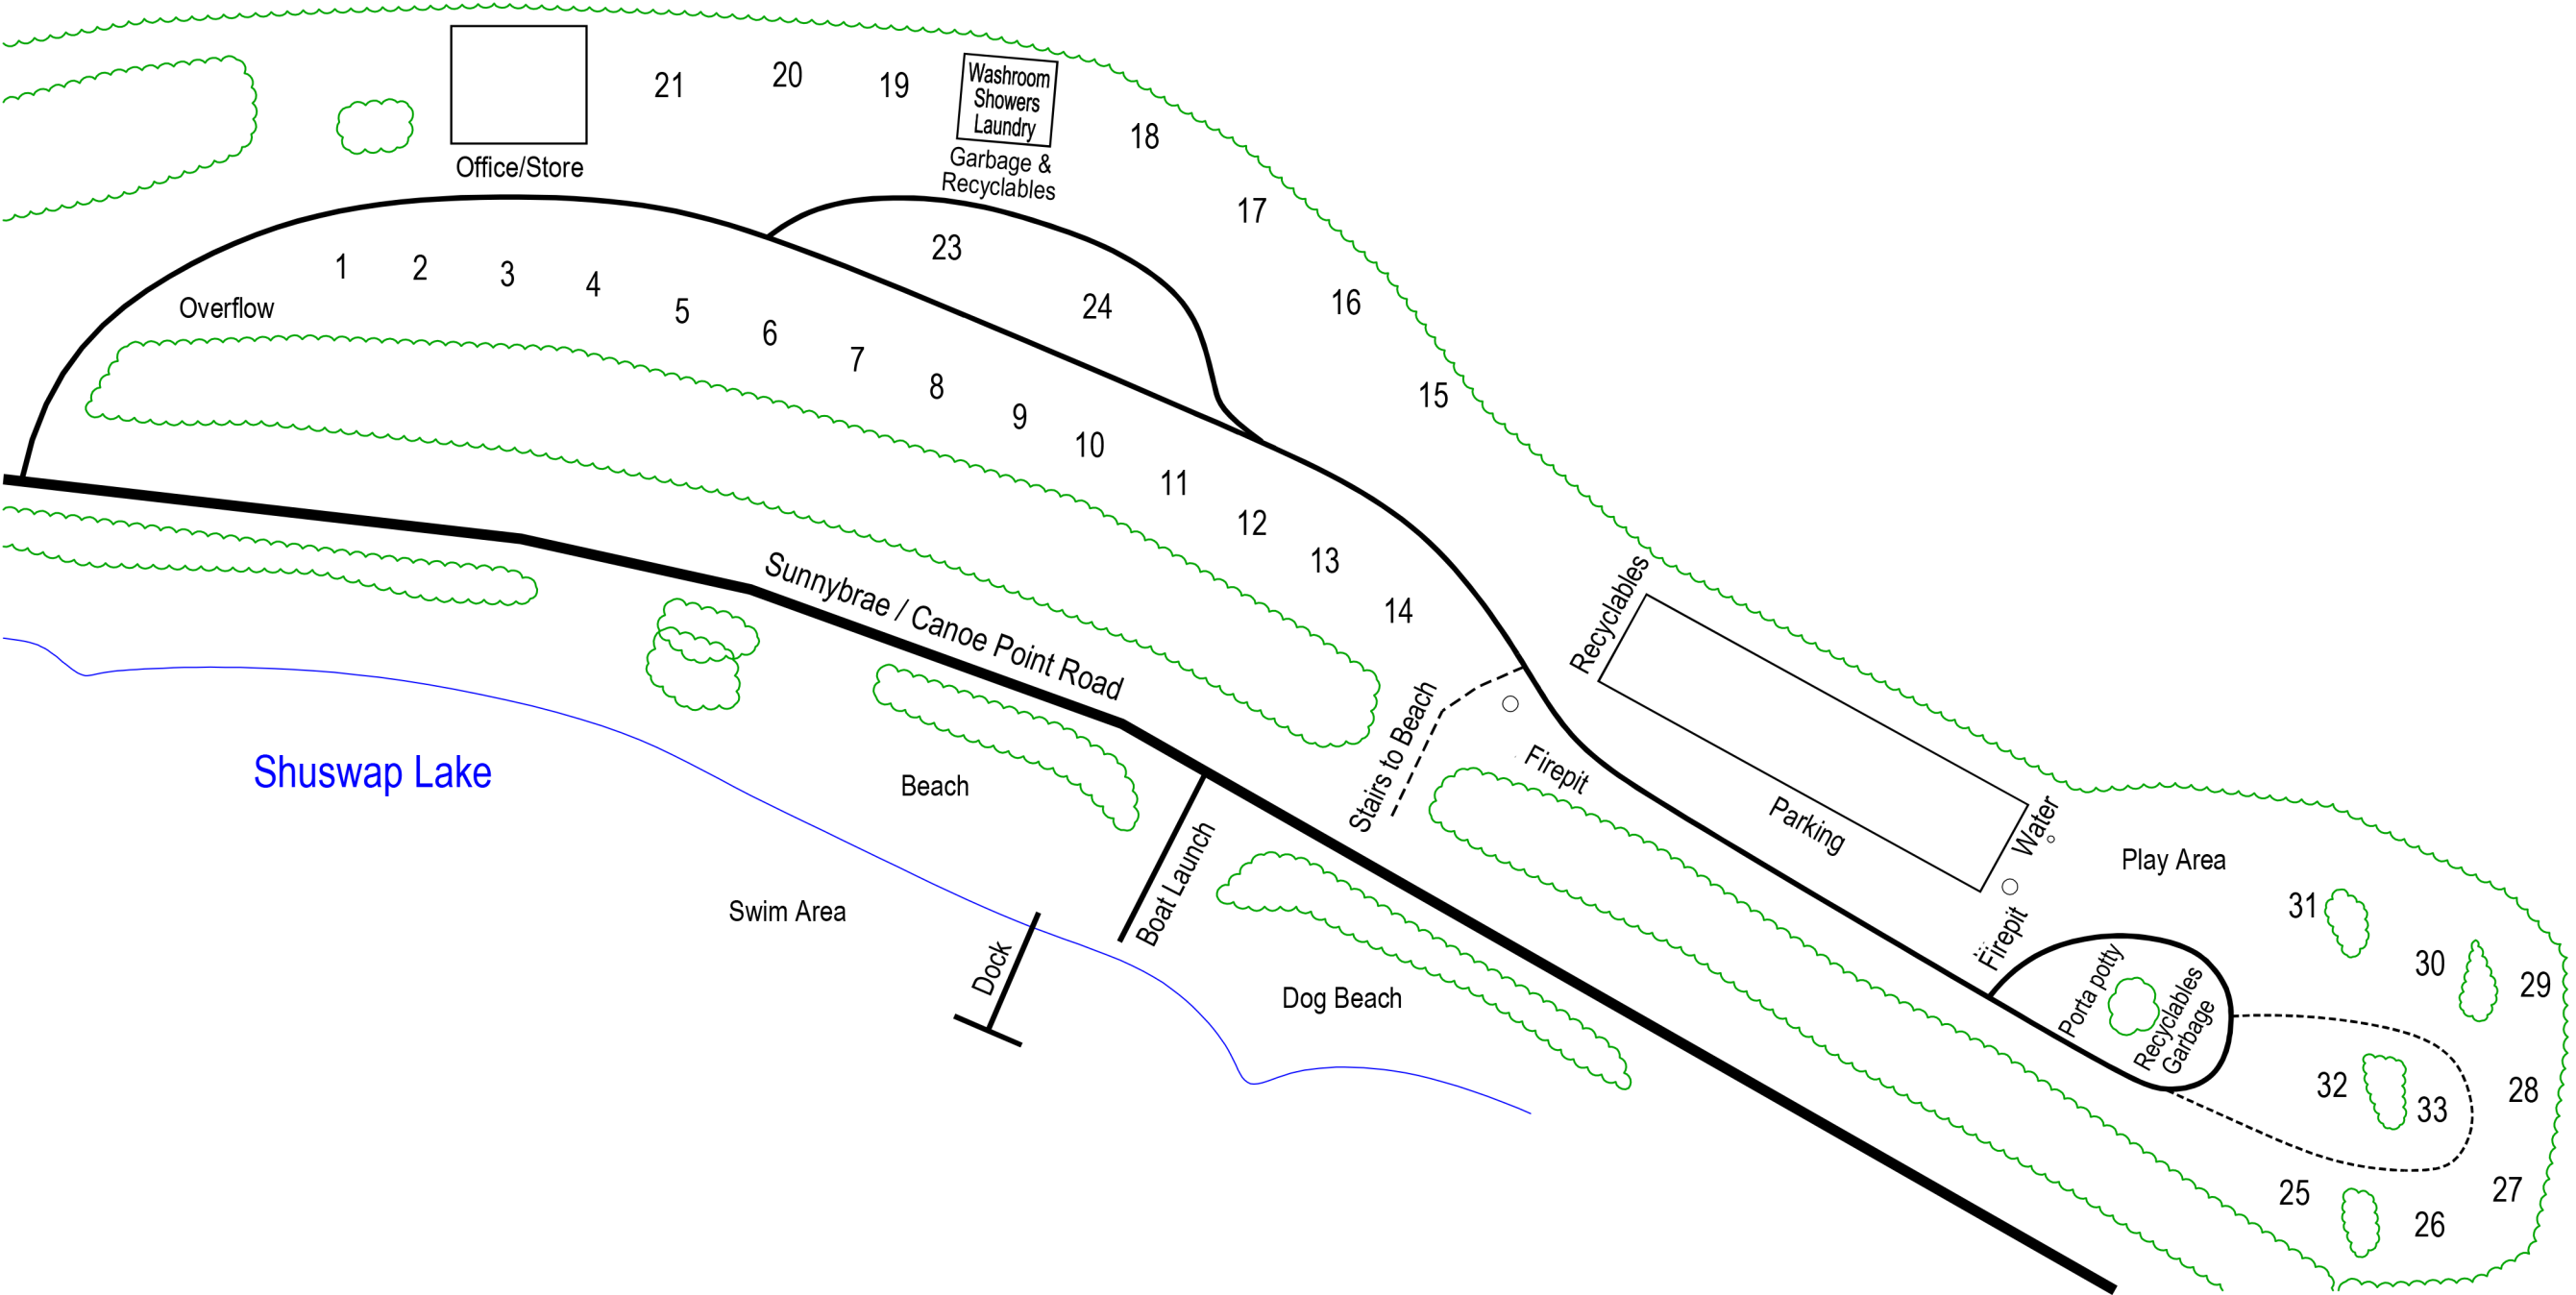 21
20
19
Washroom
Showers
Laundry
18
Office/Store
Garbage &
Recyclables
17
23
1
2
3
4
Overflow
24
16
5
6
7
8
15
9
10
11
12
13
14
Recyclables
Sunnybrae / Canoe Point Road
Stairs to Beach
Firepit
Shuswap Lake
Beach
Parking
Water
Boat Launch
Play Area
Swim Area
31
Dock
Firepit
30
29
Dog Beach
Porta potty
Recyclables
Garbage
32
33
28
25
27
26